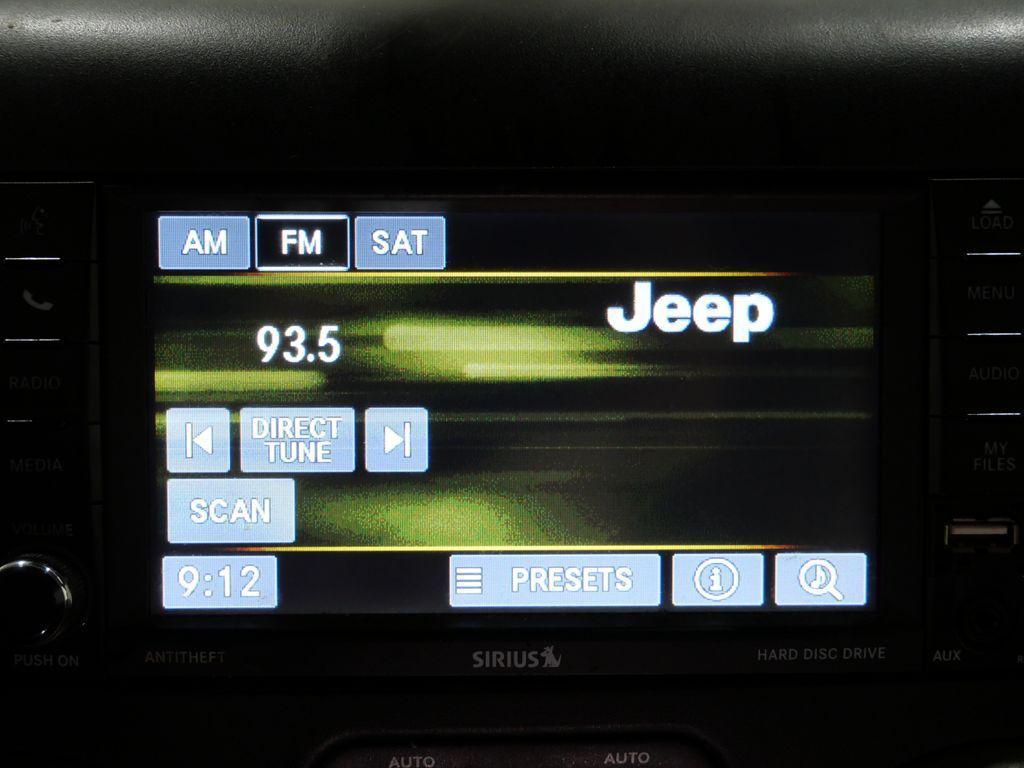 AM FM SAT
Jeep
93.5
DIRECT
TUNE
SCAN
9:12 PRESETS
RADIO
MEDIA
VOLUME
PUSH ON
LOAD
MENU
AUDIO
MY
FILES
AUX
ANTITHEFT SIRIUS HARD DISC DRIVE
AUTO AUTO